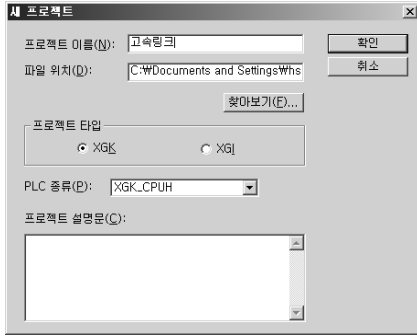 프로젝트
프로젝트 이름(N): 고속링크
확인
파일 위치(D): C:₩Documents and Settings₩hs
취소
찾아보기(F)...
프로젝트 타입
XGK
XGI
PLC 종류(P): XGK_CPUH
프로젝트 설명문(C):